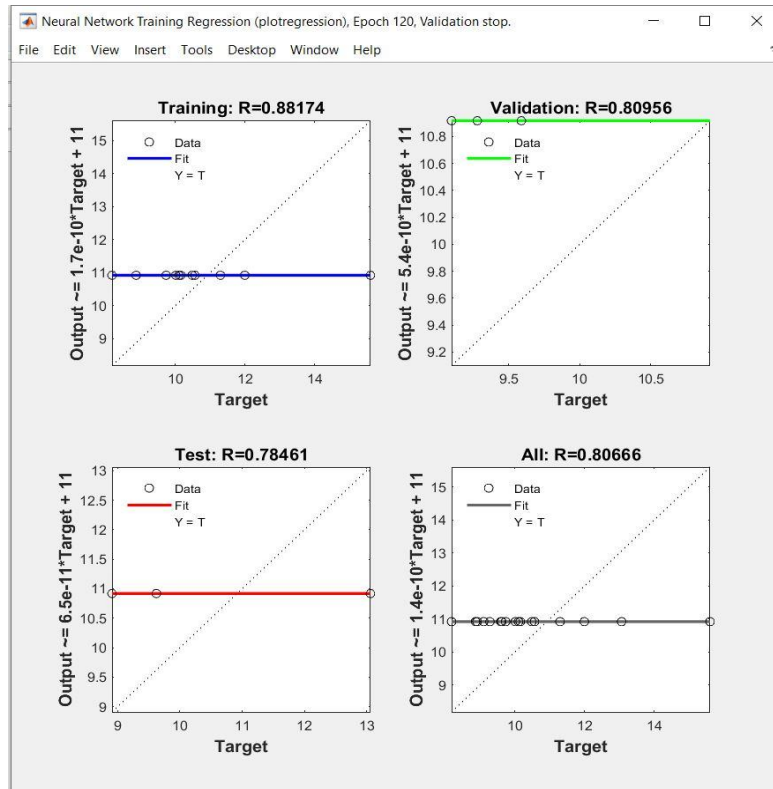 Neural Network Training Regression (plotregression), Epoch 120, Validation stop.
File Edit View Insert Tools Desktop Window Help
Training: R=0.88174
Output ~= 1.7e-10*Target + 11
15
14
13
12
11
10
9
Data
Fit
Y = T
10 12 14
Target
Validation: R=0.80956
Output ~= 5.4e-10*Target + 11
10.8
10.6
10.4
10.2
10
9.8
9.6
9.4
9.2
Data
Fit
Y = T
9.5 10 10.5
Target
Test: R=0.78461
Output ~= 6.5e-11*Target + 11
13
12.5
12
11.5
11
10.5
10
9.5
9
Data
Fit
Y = T
9 10 11 12 13
Target
All: R=0.80666
Output ~= 1.4e-10*Target + 11
15
14
13
12
11
10
9
Data
Fit
Y = T
10 12 14
Target